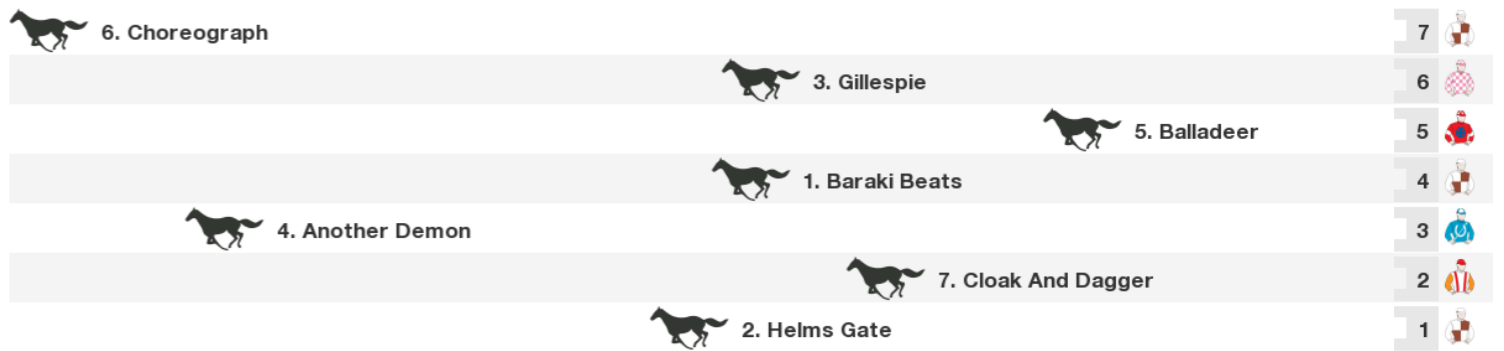 6. Choreograph 7
3. Gillespie 6
5. Balladeer 5
1. Baraki Beats 4
4. Another Demon 3
7. Cloak And Dagger 2
2. Helms Gate 1